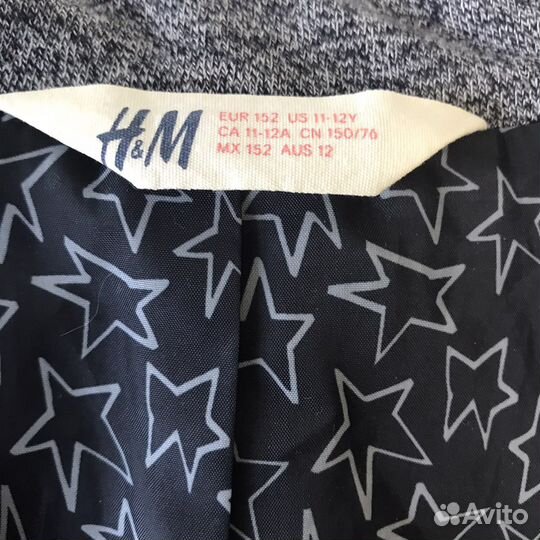 H&M
EUR 152 US 11-12Y
CA 11-12A CN 150/76
MX 152 AUS 12
Avito